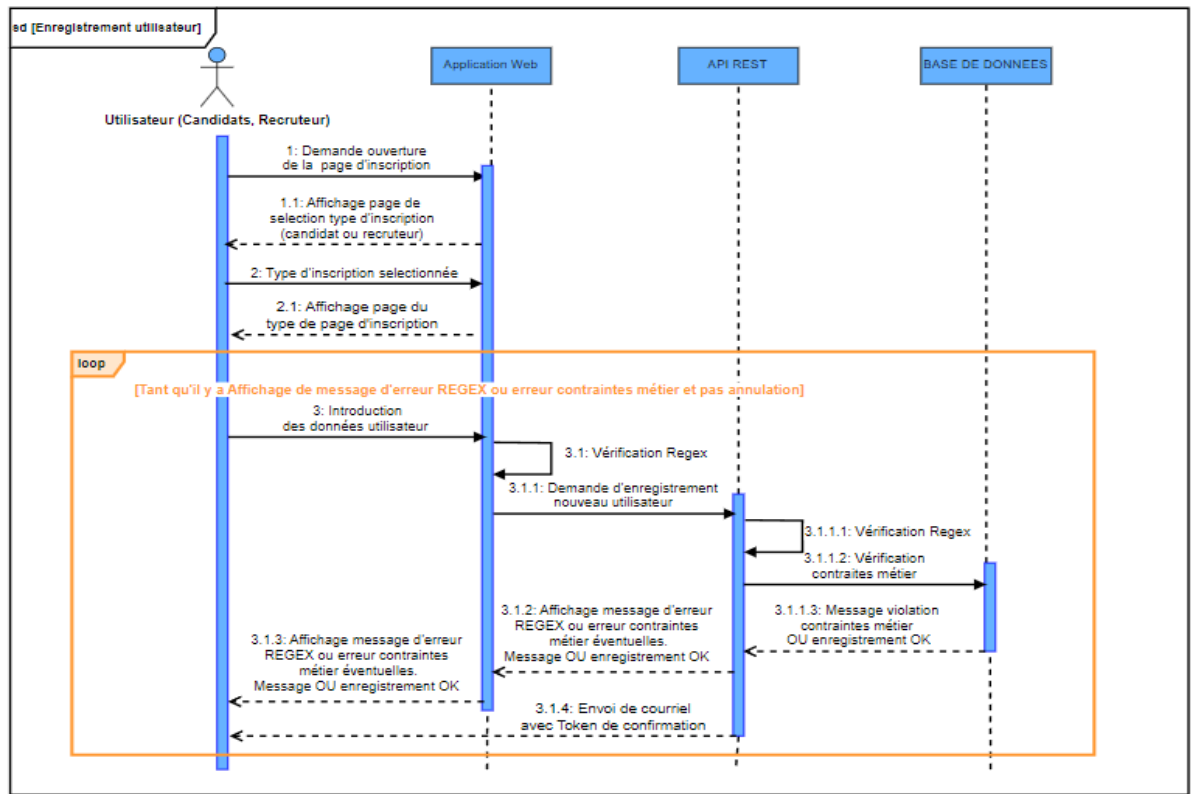 sd [Enregistrement utilisateur]
Application Web
API REST
BASE DE DONNEES
Utilisateur (Candidats, Recruteur)
1: Demande ouverture
de la page d'inscription
1.1: Affichage page de
selection type d'inscription
(candidat ou recruteur)
2: Type d'inscription selectionnée
2.1: Affichage page du
type de page d'inscription
loop
[Tant qu'il y a Affichage de message d'erreur REGEX ou erreur contraintes métier et pas annulation]
3: Introduction
des données utilisateur
3.1: Vérification Regex
3.1.1: Demande d'enregistrement
nouveau utilisateur
3.1.1.1: Vérification Regex
3.1.1.2: Vérification
contraites métier
3.1.1.3: Message violation
contraintes métier
OU enregistrement OK
3.1.2: Affichage message d'erreur
REGEX ou erreur contraintes
métier éventuelles.
Message OU enregistrement OK
3.1.3: Affichage message d'erreur
REGEX ou erreur contraintes
métier éventuelles.
Message OU enregistrement OK
3.1.4: Envoi de courriel
avec Token de confirmation